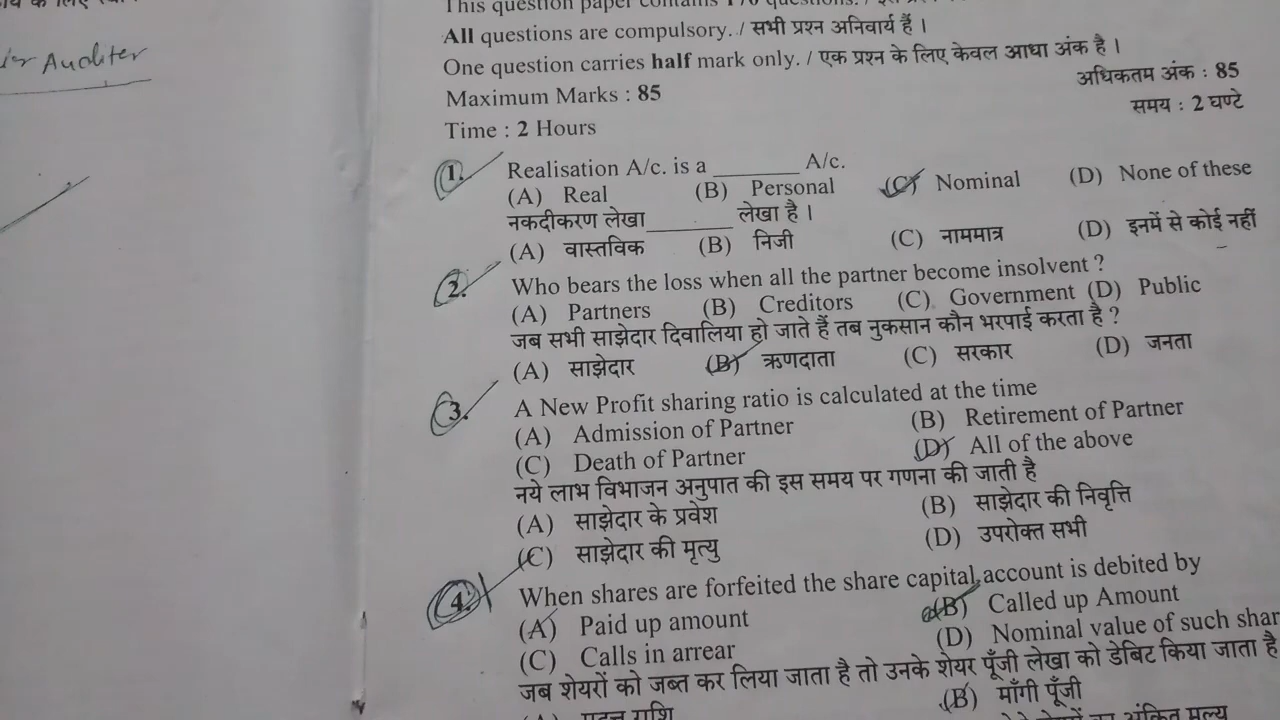 Auditer
This question paper contains 170 questions. /
All questions are compulsory. / सभी प्रश्न अनिवार्य हैं ।
One question carries half mark only. / एक प्रश्न के लिए केवल आधा अंक है ।
Maximum Marks : 85
अधिकतम अंक : 85
Time : 2 Hours
समय : 2 घण्टे
1. Realisation A/c. is a _______ A/c.
(A) Real (B) Personal (C) Nominal (D) None of these
नकदीकरण लेखा_______ लेखा है ।
(A) वास्तविक (B) निजी (C) नाममात्र (D) इनमें से कोई नहीं
2. Who bears the loss when all the partner become insolvent ?
(A) Partners (B) Creditors (C) Government (D) Public
जब सभी साझेदार दिवालिया हो जाते हैं तब नुकसान कौन भरपाई करता है ?
(A) साझेदार (B) ऋणदाता (C) सरकार (D) जनता
3. A New Profit sharing ratio is calculated at the time
(A) Admission of Partner (B) Retirement of Partner
(C) Death of Partner (D) All of the above
नये लाभ विभाजन अनुपात की इस समय पर गणना की जाती है
(A) साझेदार के प्रवेश (B) साझेदार की निवृत्ति
(C) साझेदार की मृत्यु (D) उपरोक्त सभी
4. When shares are forfeited the share capital account is debited by
(A) Paid up amount (B) Called up Amount
(C) Calls in arrear (D) Nominal value of such shar
जब शेयरों को जब्त कर लिया जाता है तो उनके शेयर पूँजी लेखा को डेबिट किया जाता है
(B) माँगी पूँजी